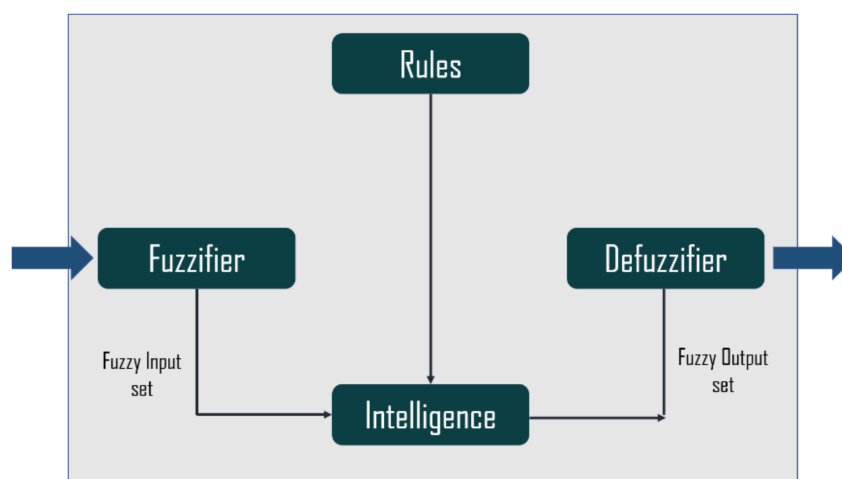 Rules
Fuzzifier
Defuzzifier
Fuzzy Input
set
Fuzzy Output
set
Intelligence